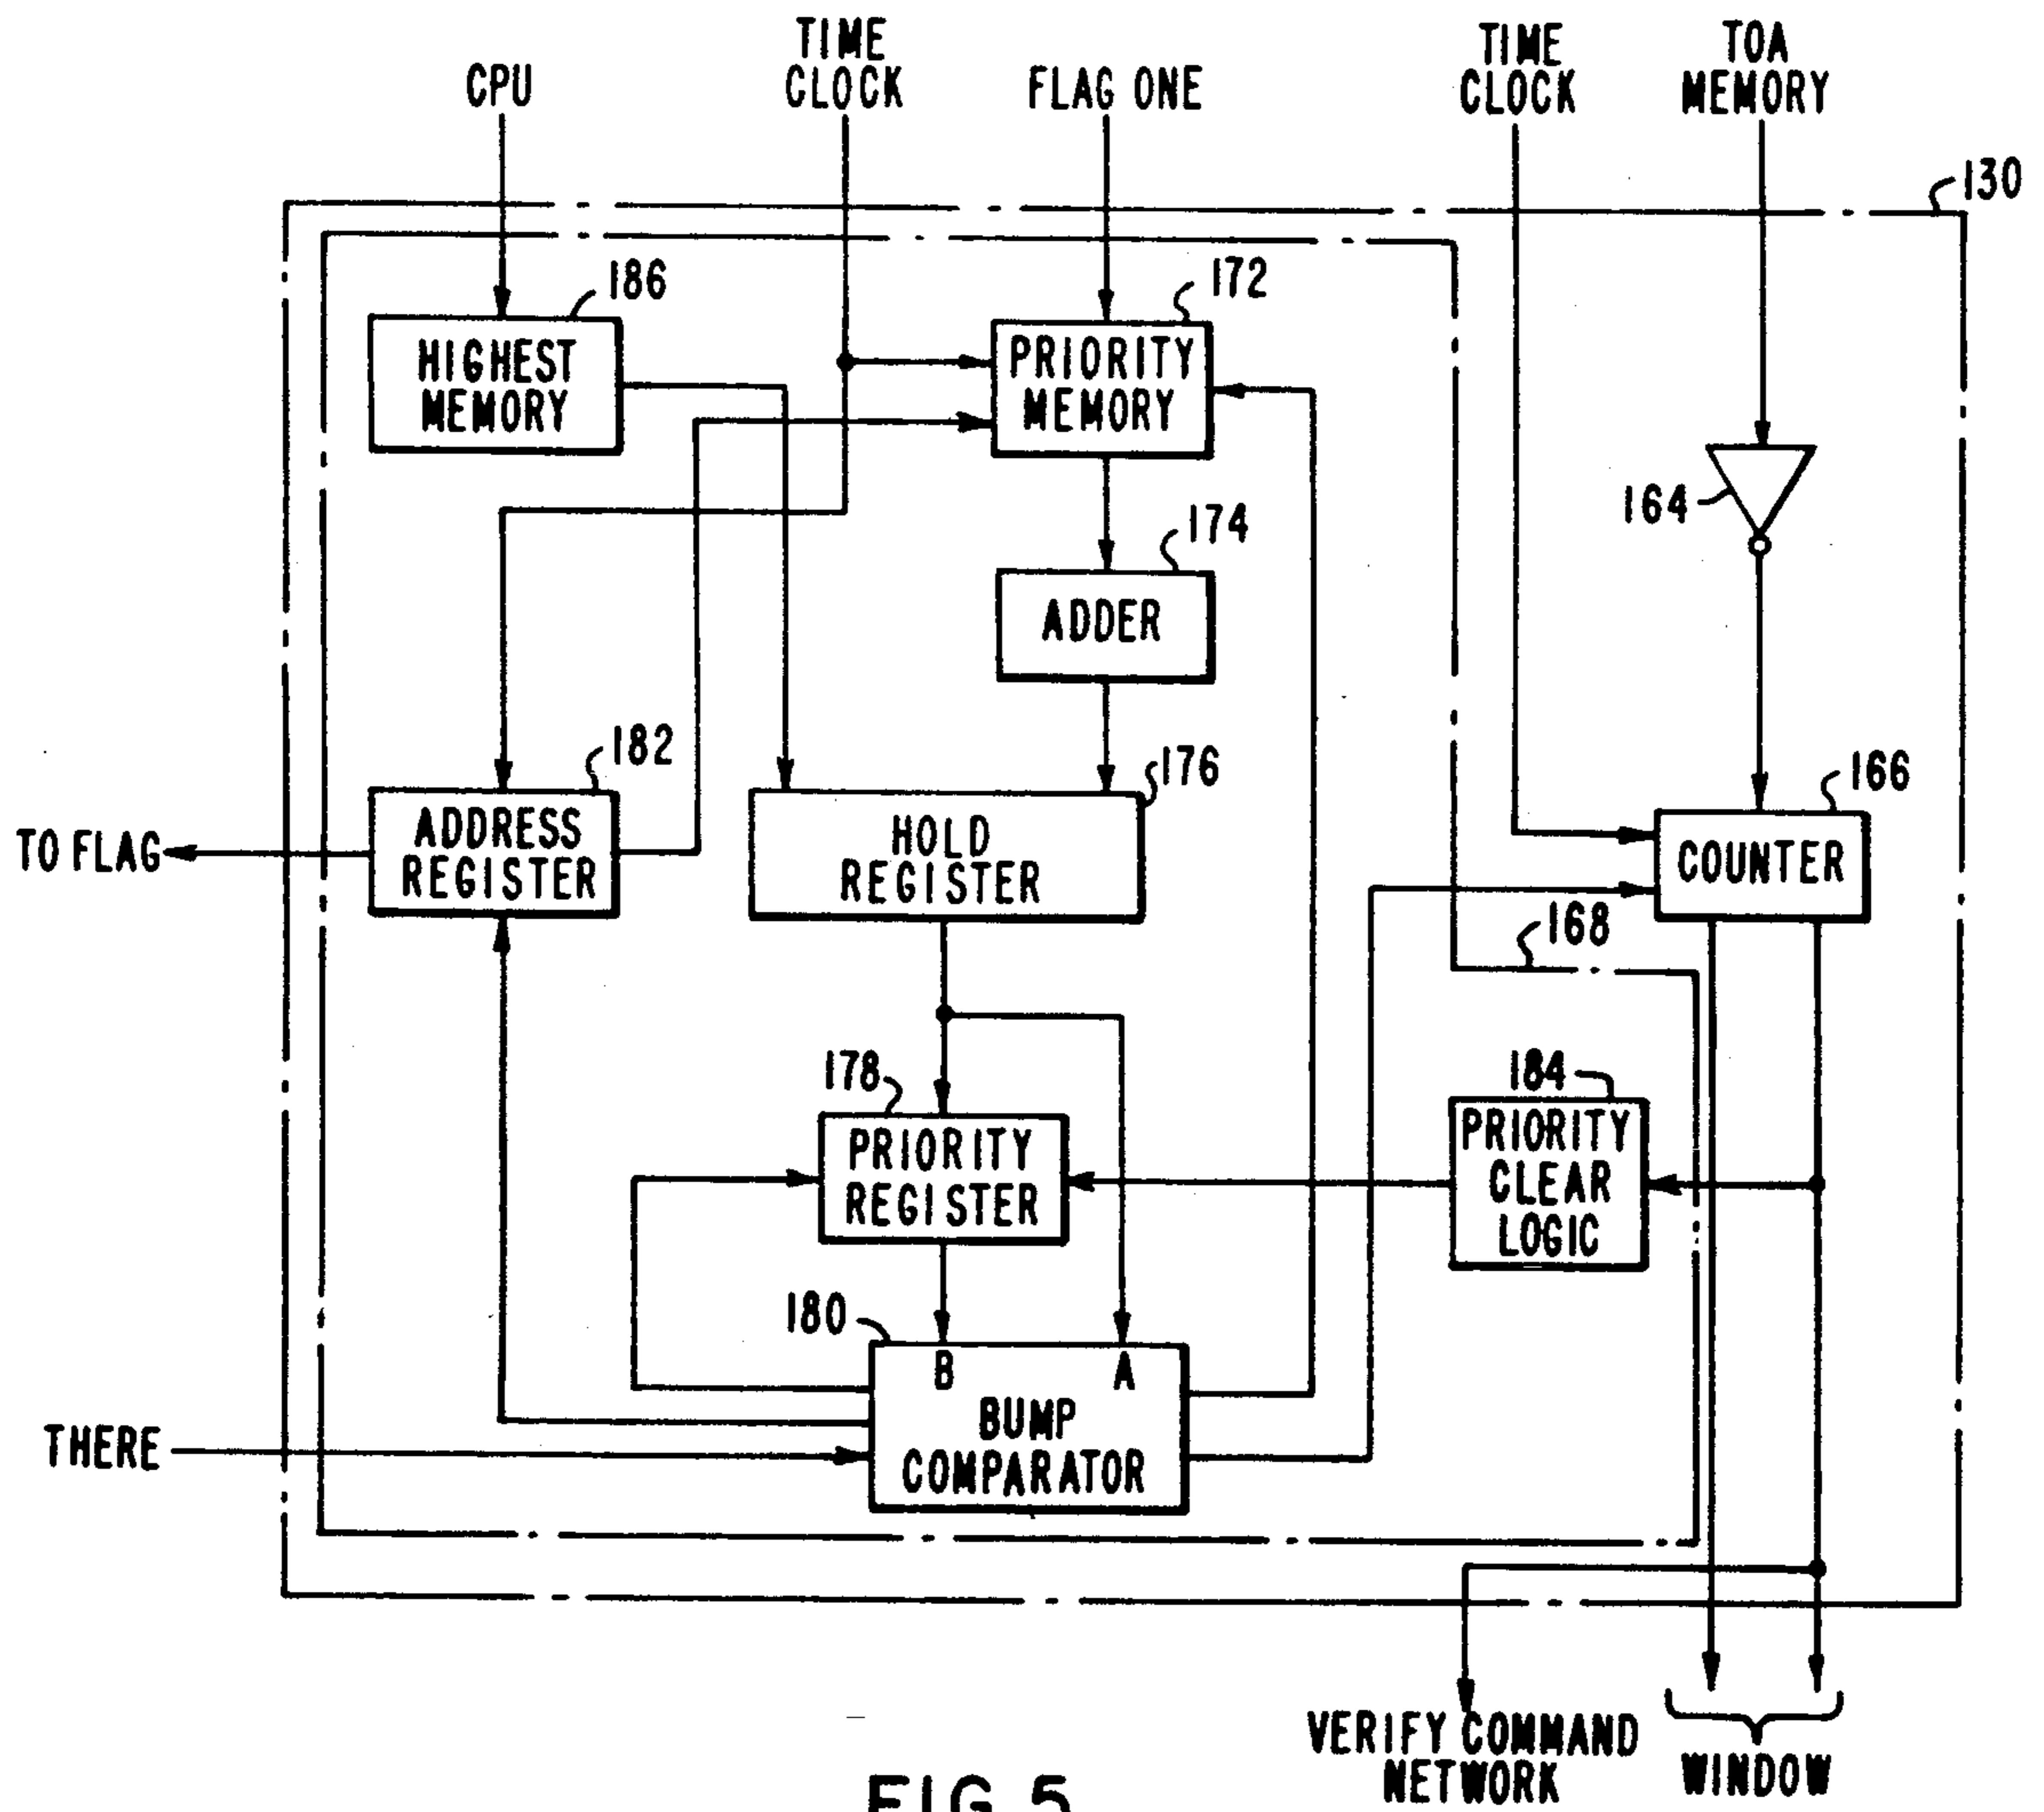 TIME
CLOCK
CPU
FLAG ONE
TIME
CLOCK
TOA
MEMORY
130
186
172
HIGHEST
MEMORY
PRIORITY
MEMORY
164
174
ADDER
182
176
166
TO FLAG
ADDRESS
REGISTER
HOLD
REGISTER
COUNTER
168
178
184
PRIORITY
REGISTER
PRIORITY
CLEAR
LOGIC
180
B
A
THERE
BUMP
COMPARATOR
VERIFY COMMAND
NETWORK
WINDOW
FIG 5